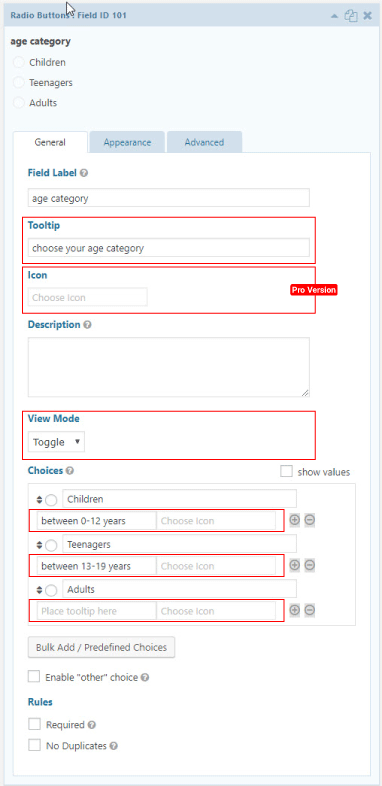 Radio Buttons : Field ID 101
age category
Children
Teenagers
Adults
General Appearance Advanced
Field Label
age category
Tooltip
choose your age category
Icon
Choose Icon
Pro Version
Description
View Mode
Toggle
Choices
show values
Children
between 0-12 years Choose Icon
Teenagers
between 13-19 years Choose Icon
Adults
Place tooltip here Choose Icon
Bulk Add / Predefined Choices
Enable "other" choice
Rules
Required
No Duplicates